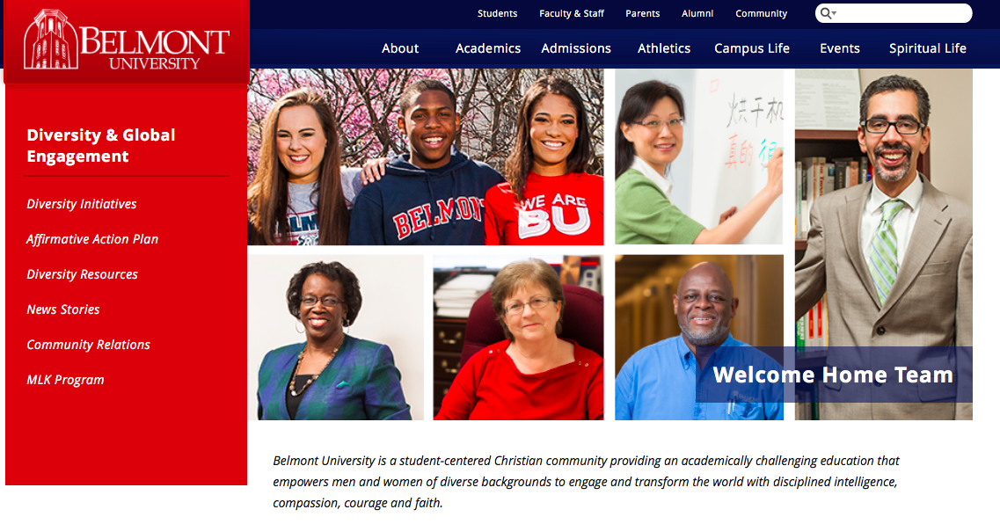 BELMONT
UNIVERSITY
Students Faculty & Staff Parents Alumni Community
About Academics Admissions Athletics Campus Life Events Spiritual Life
Diversity & Global
Engagement
Diversity Initiatives
Affirmative Action Plan
Diversity Resources
News Stories
Community Relations
MLK Program
BELMONT
WE ARE
BU
烘干机
真的很
Welcome Home Team
Belmont University is a student-centered Christian community providing an academically challenging education that
empowers men and women of diverse backgrounds to engage and transform the world with disciplined intelligence,
compassion, courage and faith.